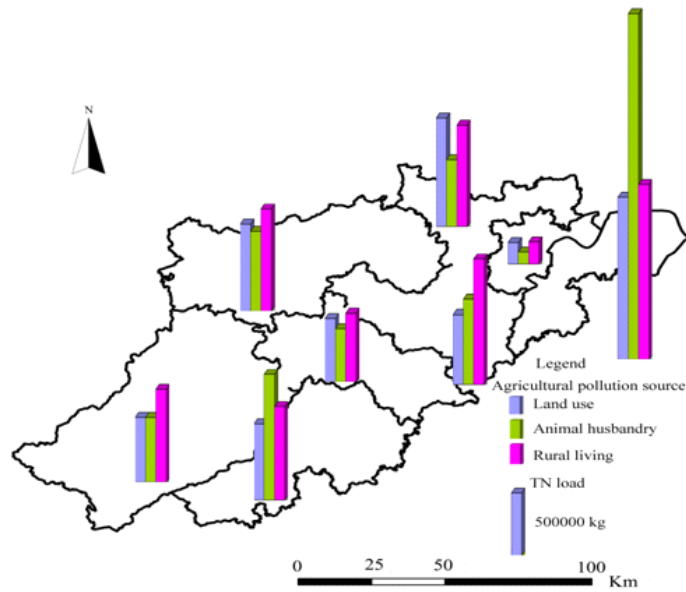 N
Legend
Agricultural pollution source
Land use
Animal husbandry
Rural living
TN load
500000 kg
0 25 50 100
Km